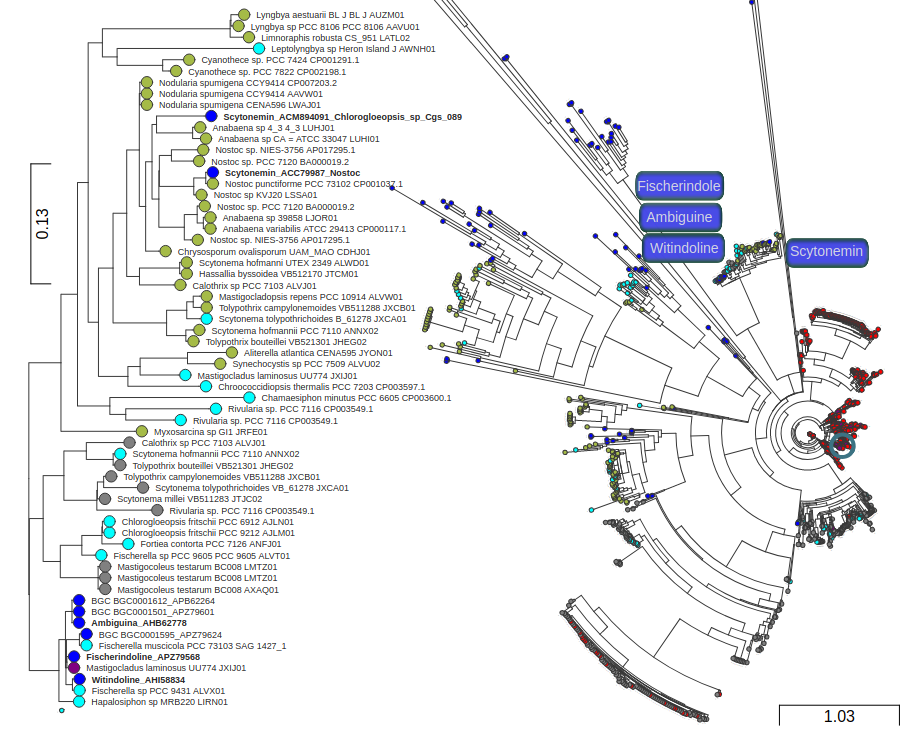 Lyngbya aestuarii BL J BL J AUZM01
Lyngbya sp PCC 8106 PCC 8106 AAVU01
Limnoraphis robusta CS_951 LATL02
Leptolyngbya sp Heron Island J AWNH01
Cyanothece sp. PCC 7424 CP001291.1
Cyanothece sp. PCC 7822 CP002198.1
Nodularia spumigena CCY9414 CP007203.2
Nodularia spumigena CCY9414 AAVW01
Nodularia spumigena CENA596 LWAJ01
Scytonemin_ACM894091_Chlorogloeopsis_sp_Cgs_089
Anabaena sp 4_3 4_3 LUHJ01
Anabaena sp CA = ATCC 33047 LUHI01
Nostoc sp. NIES-3756 AP017295.1
Nostoc sp. PCC 7120 BA000019.2
Scytonemin_ACC79987_Nostoc
Nostoc punctiforme PCC 73102 CP001037.1
Nostoc sp KVJ20 LSSA01
Nostoc sp. PCC 7120 BA000019.2
Anabaena sp 39858 LJOR01
Anabaena variabilis ATCC 29413 CP000117.1
Nostoc sp. NIES-3756 AP017295.1
Chrysosporum ovalisporum UAM_MAO CDHJ01
Scytonema hofmanni UTEX 2349 ALWD01
Hassallia byssoidea VB512170 JTCM01
Calothrix sp PCC 7103 ALVJ01
Mastigocladopsis repens PCC 10914 ALVW01
Tolypothrix campylonemoides VB511288 JXCB01
Scytonema tolypothrichoides B_61278 JXCA01
Scytonema hofmannii PCC 7110 ANNX02
Tolypothrix bouteillei VB521301 JHEG02
Aliterella atlantica CENA595 JYON01
Synechocystis sp PCC 7509 ALVU02
Mastigocladus laminosus UU774 JXIJ01
Chroococcidiopsis thermalis PCC 7203 CP003597.1
Chamaesiphon minutus PCC 6605 CP003600.1
Rivularia sp. PCC 7116 CP003549.1
Rivularia sp. PCC 7116 CP003549.1
Myxosarcina sp GI1 JRFE01
Calothrix sp PCC 7103 ALVJ01
Scytonema hofmannii PCC 7110 ANNX02
Tolypothrix bouteillei VB521301 JHEG02
Tolypothrix campylonemoides VB511288 JXCB01
Scytonema tolypothrichoides VB_61278 JXCA01
Scytonema millei VB511283 JTJC02
Rivularia sp. PCC 7116 CP003549.1
Chlorogloeopsis fritschii PCC 6912 AJLN01
Chlorogloeopsis fritschii PCC 9212 AJLM01
Fortiea contorta PCC 7126 ANFJ01
Fischerella sp PCC 9605 PCC 9605 ALVT01
Mastigocoleus testarum BC008 LMTZ01
Mastigocoleus testarum BC008 LMTZ01
Mastigocoleus testarum BC008 AXAQ01
BGC BGC0001612_APB62264
BGC BGC0001501_APZ79601
Ambiguina_AHB62778
BGC BGC0001595_APZ79624
Fischerella muscicola PCC 73103 SAG 1427_1
Fischerindoline_APZ79568
Mastigocladus laminosus UU774 JXIJ01
Witindoline_AHI58834
Fischerella sp PCC 9431 ALVX01
Hapalosiphon sp MRB220 LIRN01
0.13
Fischerindole
Ambiguine
Witindoline
Scytonemin
1.03